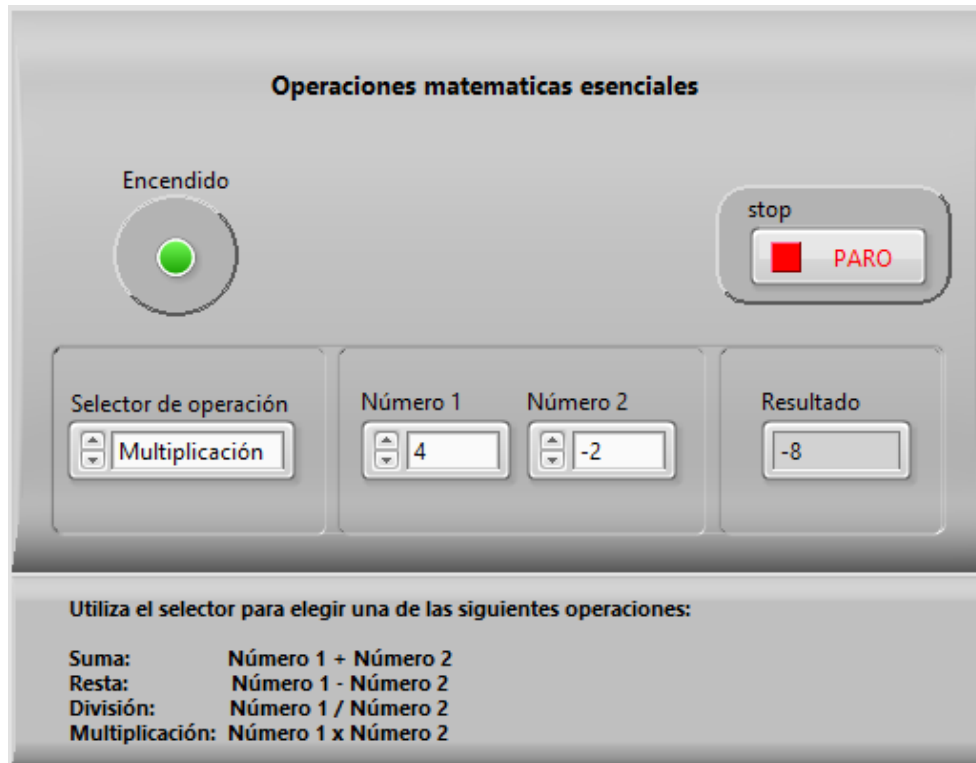 Operaciones matematicas esenciales
Encendido
stop
PARO
Selector de operación
Número 1
Número 2
Resultado
Multiplicación
4
-2
-8
Utiliza el selector para elegir una de las siguientes operaciones:
Suma: Número 1 + Número 2
Resta: Número 1 - Número 2
División: Número 1 / Número 2
Multiplicación: Número 1 x Número 2